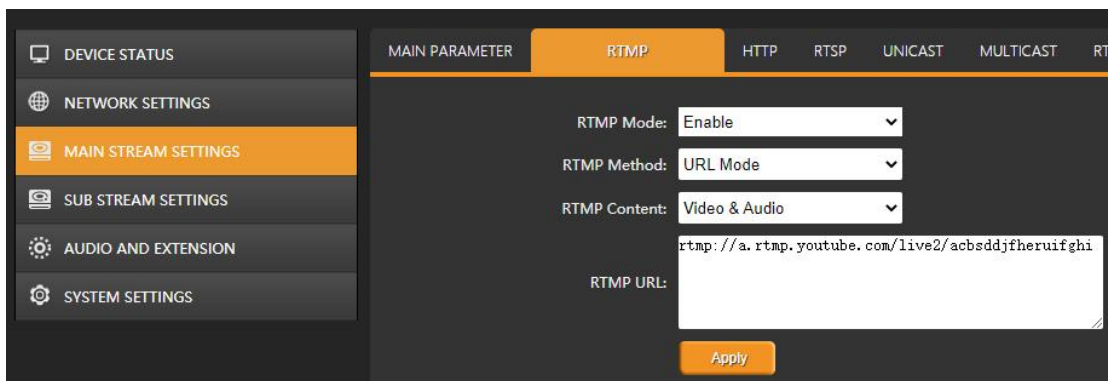 DEVICE STATUS
NETWORK SETTINGS
MAIN STREAM SETTINGS
SUB STREAM SETTINGS
AUDIO AND EXTENSION
SYSTEM SETTINGS
MAIN PARAMETER RTMP HTTP RTSP UNICAST MULTICAST RT
RTMP Mode: Enable
RTMP Method: URL Mode
RTMP Content: Video & Audio
RTMP URL: rtmp://a.rtmp.youtube.com/live2/acbsddjfheruifghi
Apply